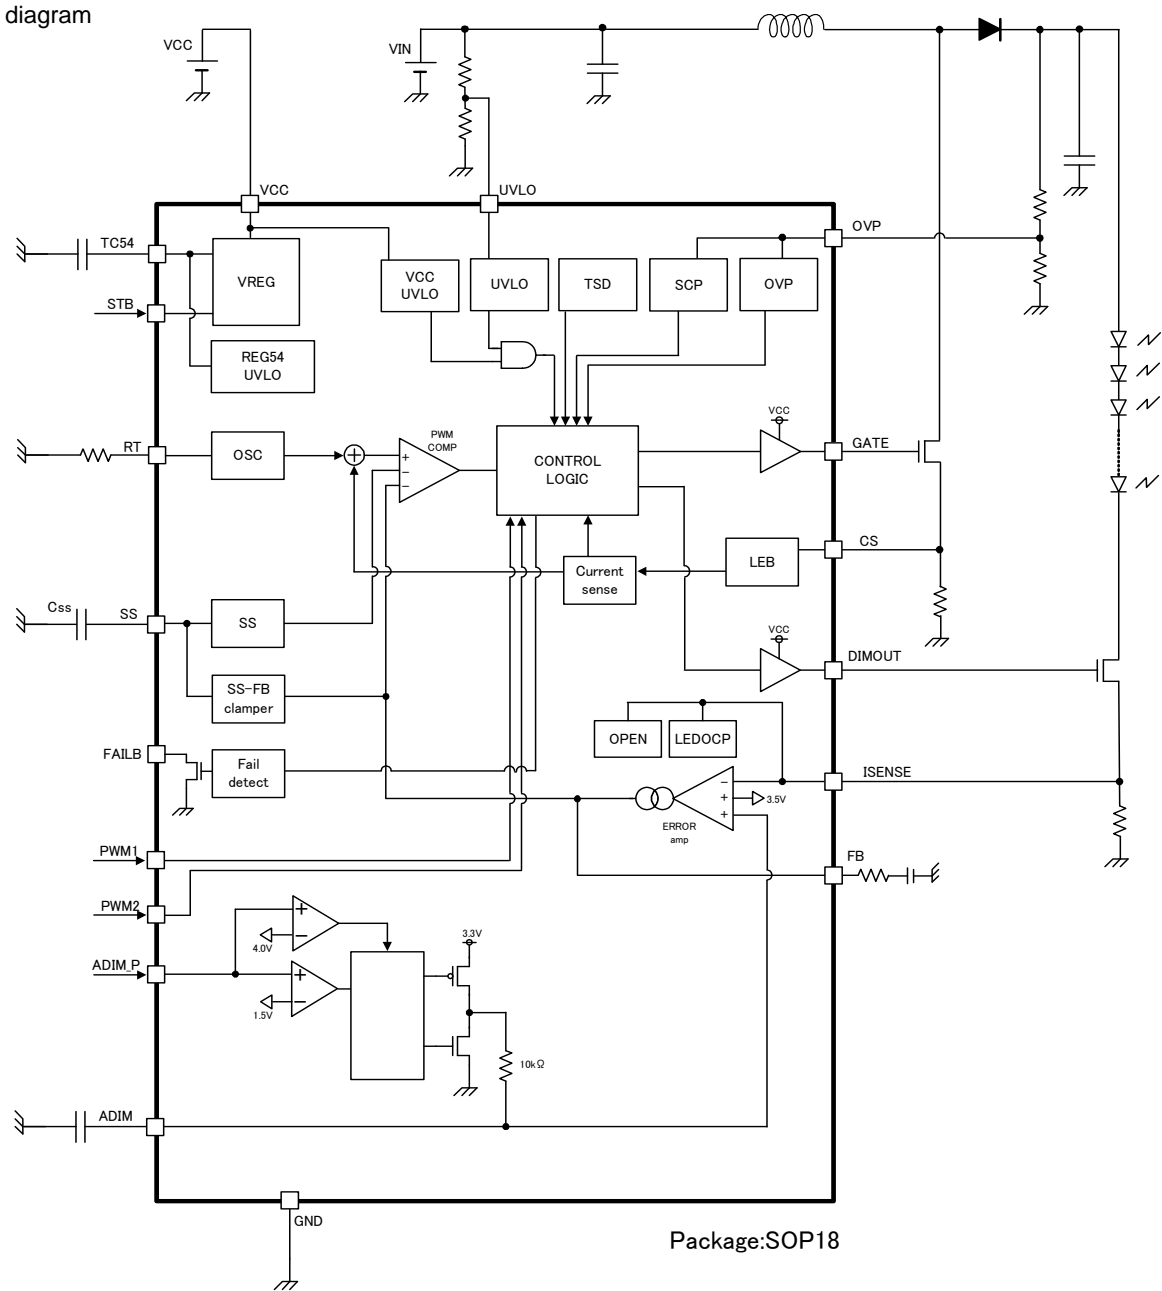 diagram
VCC
VIN
VCC
UVLO
TC54
STB
VREG
REG54
UVLO
VCC
UVLO
UVLO
TSD
SCP
OVP
OVP
RT
OSC
+
−
−
PWM
COMP
CONTROL
LOGIC
VCC
GATE
CS
LEB
Current
sense
Css
SS
SS
SS-FB
clamper
VCC
DIMOUT
OPEN
LEDOCP
FAILB
Fail
detect
−
+
+
3.5V
ERROR
amp
ISENSE
FB
PWM1
PWM2
ADIM_P
+
−
4.0V
+
−
1.5V
3.3V
10kΩ
ADIM
GND
Package:SOP18